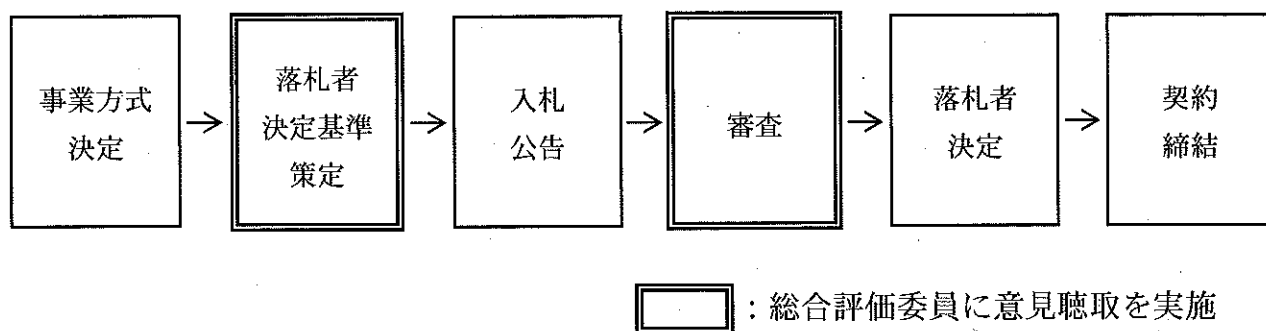 事業方式
決定
→
落札者
決定基準
策定
→
入札
公告
→
審査
→
落札者
決定
→
契約
締結
：総合評価委員に意見聴取を実施